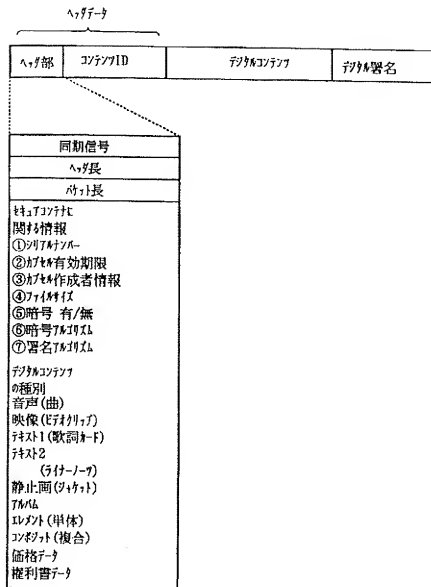 ヘッダデータ
ヘッダ部 コンテンツID デジタルコンテンツ デジタル署名
同期信号
ヘッダ長
パケット長
セキュアコンテナに
関する情報
①シリアルナンバー
②カプセル有効期限
③カプセル作成者情報
④ファイルサイズ
⑤暗号 有/無
⑥暗号アルゴリズム
⑦署名アルゴリズム
デジタルコンテンツ
の種別
音声(曲)
映像(ビデオクリップ)
テキスト1(歌詞カード)
テキスト2
(ライナーノーツ)
静止画(ジャケット)
アルバム
エレメント(単体)
コンポジット(複合)
価格データ
権利書データ